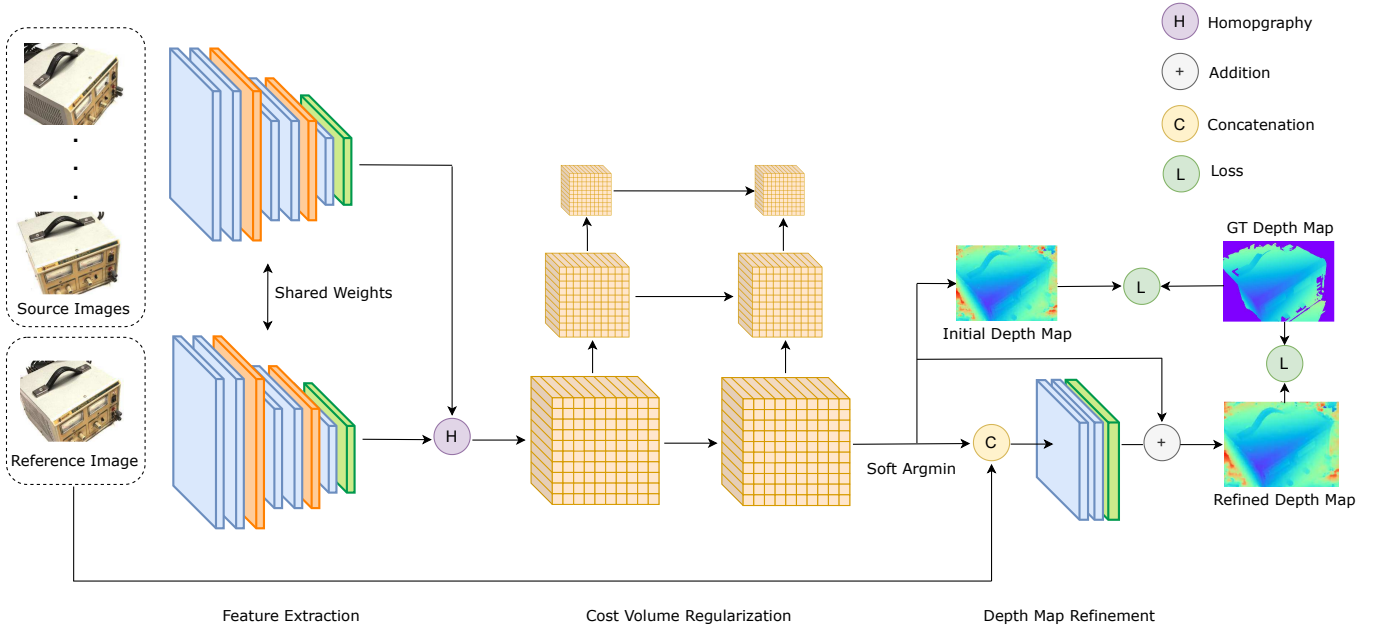 H
Homopgraphy
+
Addition
C
Concatenation
L
Loss
Source Images
Shared Weights
Reference Image
H
Soft Argmin
C
+
Initial Depth Map
L
GT Depth Map
L
Refined Depth Map
Feature Extraction
Cost Volume Regularization
Depth Map Refinement